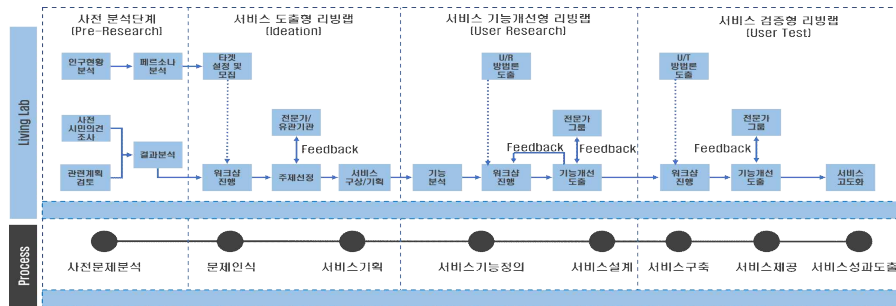 사전 분석단계
(Pre-Research)
서비스 도출형 리빙랩
(Ideation)
서비스 기능개선형 리빙랩
(User Research)
서비스 검증형 리빙랩
(User Test)
Living Lab
인구현황
분석
페르소나
분석
타겟
설정 및
모집
U/R
방법론
도출
U/T
방법론
도출
사전
시민의견
조사
전문가/
유관기관
전문가
그룹
전문가
그룹
결과분석
Feedback
Feedback
Feedback
Feedback
관련계획
검토
워크샵
진행
주제선정
서비스
구상/기획
기능
분석
워크샵
진행
기능개선
도출
워크샵
진행
기능개선
도출
서비스
고도화
Process
사전문제분석
문제인식
서비스기획
서비스기능정의
서비스설계
서비스구축
서비스제공
서비스성과도출